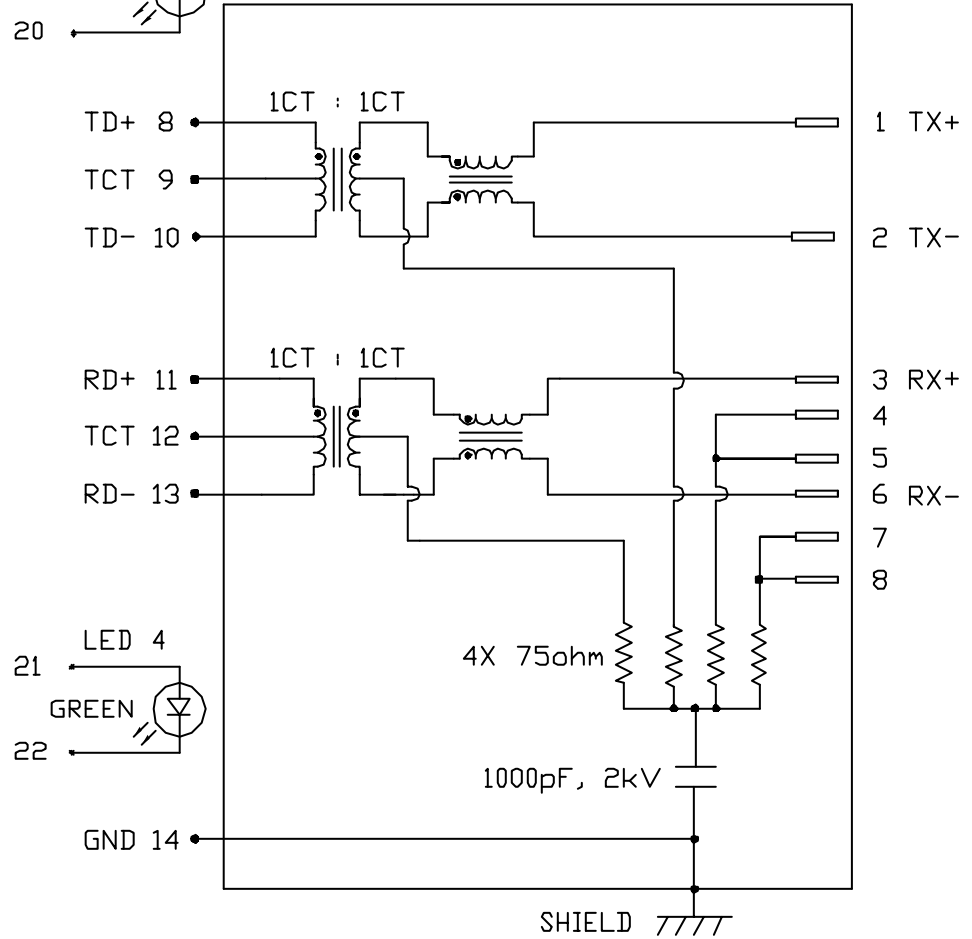 20
1CT : 1CT
TD+ 8
1 TX+
TCT 9
TD- 10
2 TX-
1CT : 1CT
RD+ 11
3 RX+
4
TCT 12
5
RD- 13
6 RX-
7
8
LED 4
21
4X 75ohm
GREEN
22
1000pF, 2kV
GND 14
SHIELD